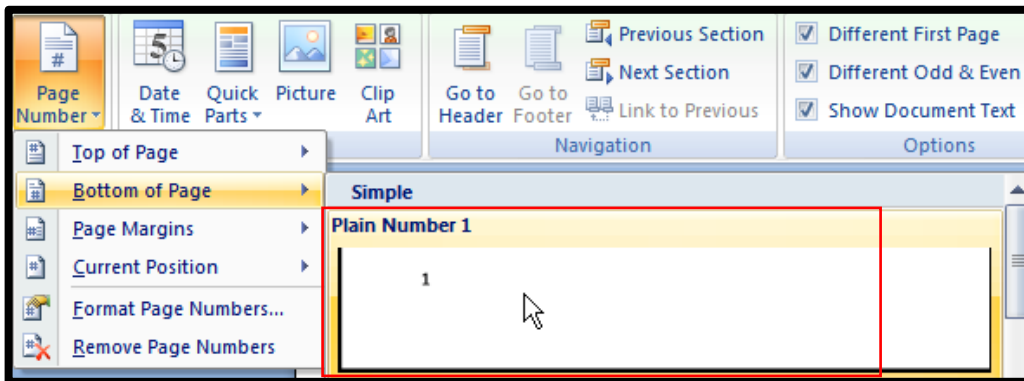 Page Number
Date & Time
Quick Parts
Picture
Clip Art
Go to Header
Go to Footer
Previous Section
Next Section
Link to Previous
Navigation
Different First Page
Different Odd & Even
Show Document Text
Options
Top of Page
Bottom of Page
Page Margins
Current Position
Format Page Numbers...
Remove Page Numbers
Simple
Plain Number 1
1